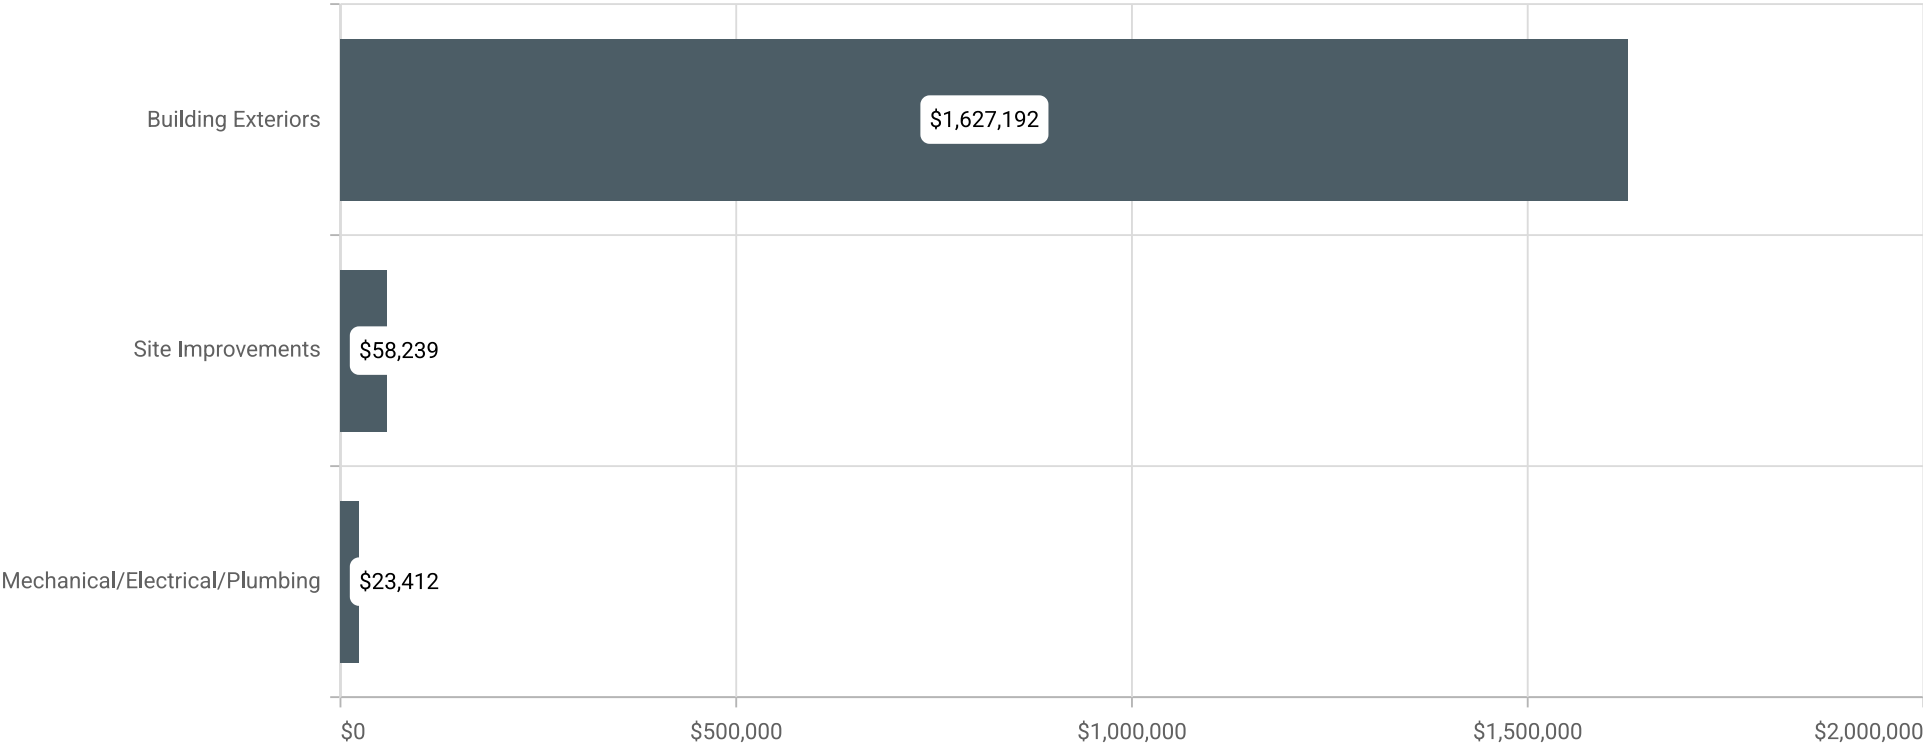 Building Exteriors
$1,627,192
Site Improvements
$58,239
Mechanical/Electrical/Plumbing
$23,412
$0
$500,000
$1,000,000
$1,500,000
$2,000,000